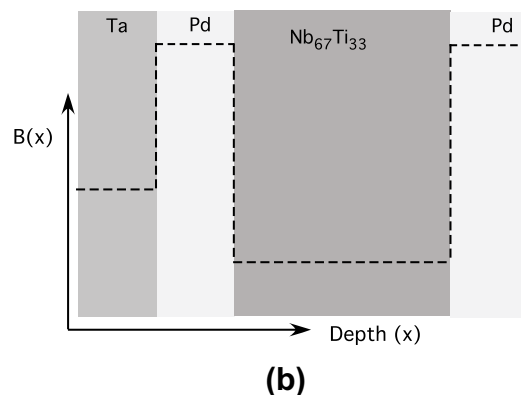 Ta Pd Nb₆₇Ti₃₃ Pd
B(x)
Depth (x)
(b)